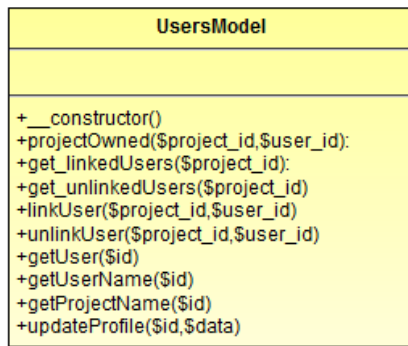 UsersModel
+__constructor()
+projectOwned($project_id,$user_id):
+get_linkedUsers($project_id):
+get_unlinkedUsers($project_id)
+linkUser($project_id,$user_id)
+unlinkUser($project_id,$user_id)
+getUser($id)
+getUserName($id)
+getProjectName($id)
+updateProfile($id,$data)